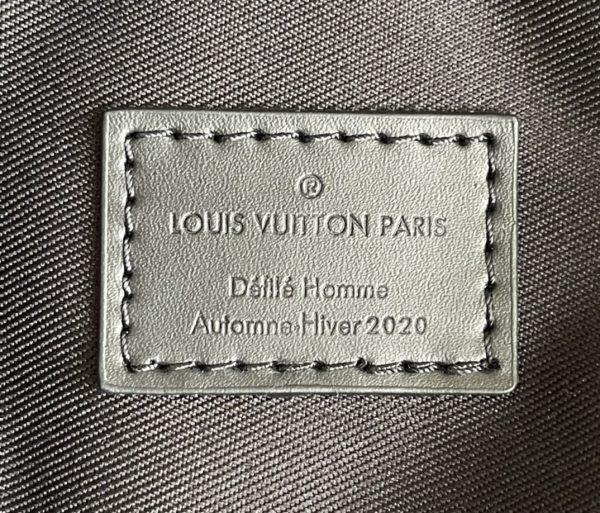 ®
LOUIS VUITTON PARIS
Défilé Homme
Automne-Hiver 2020